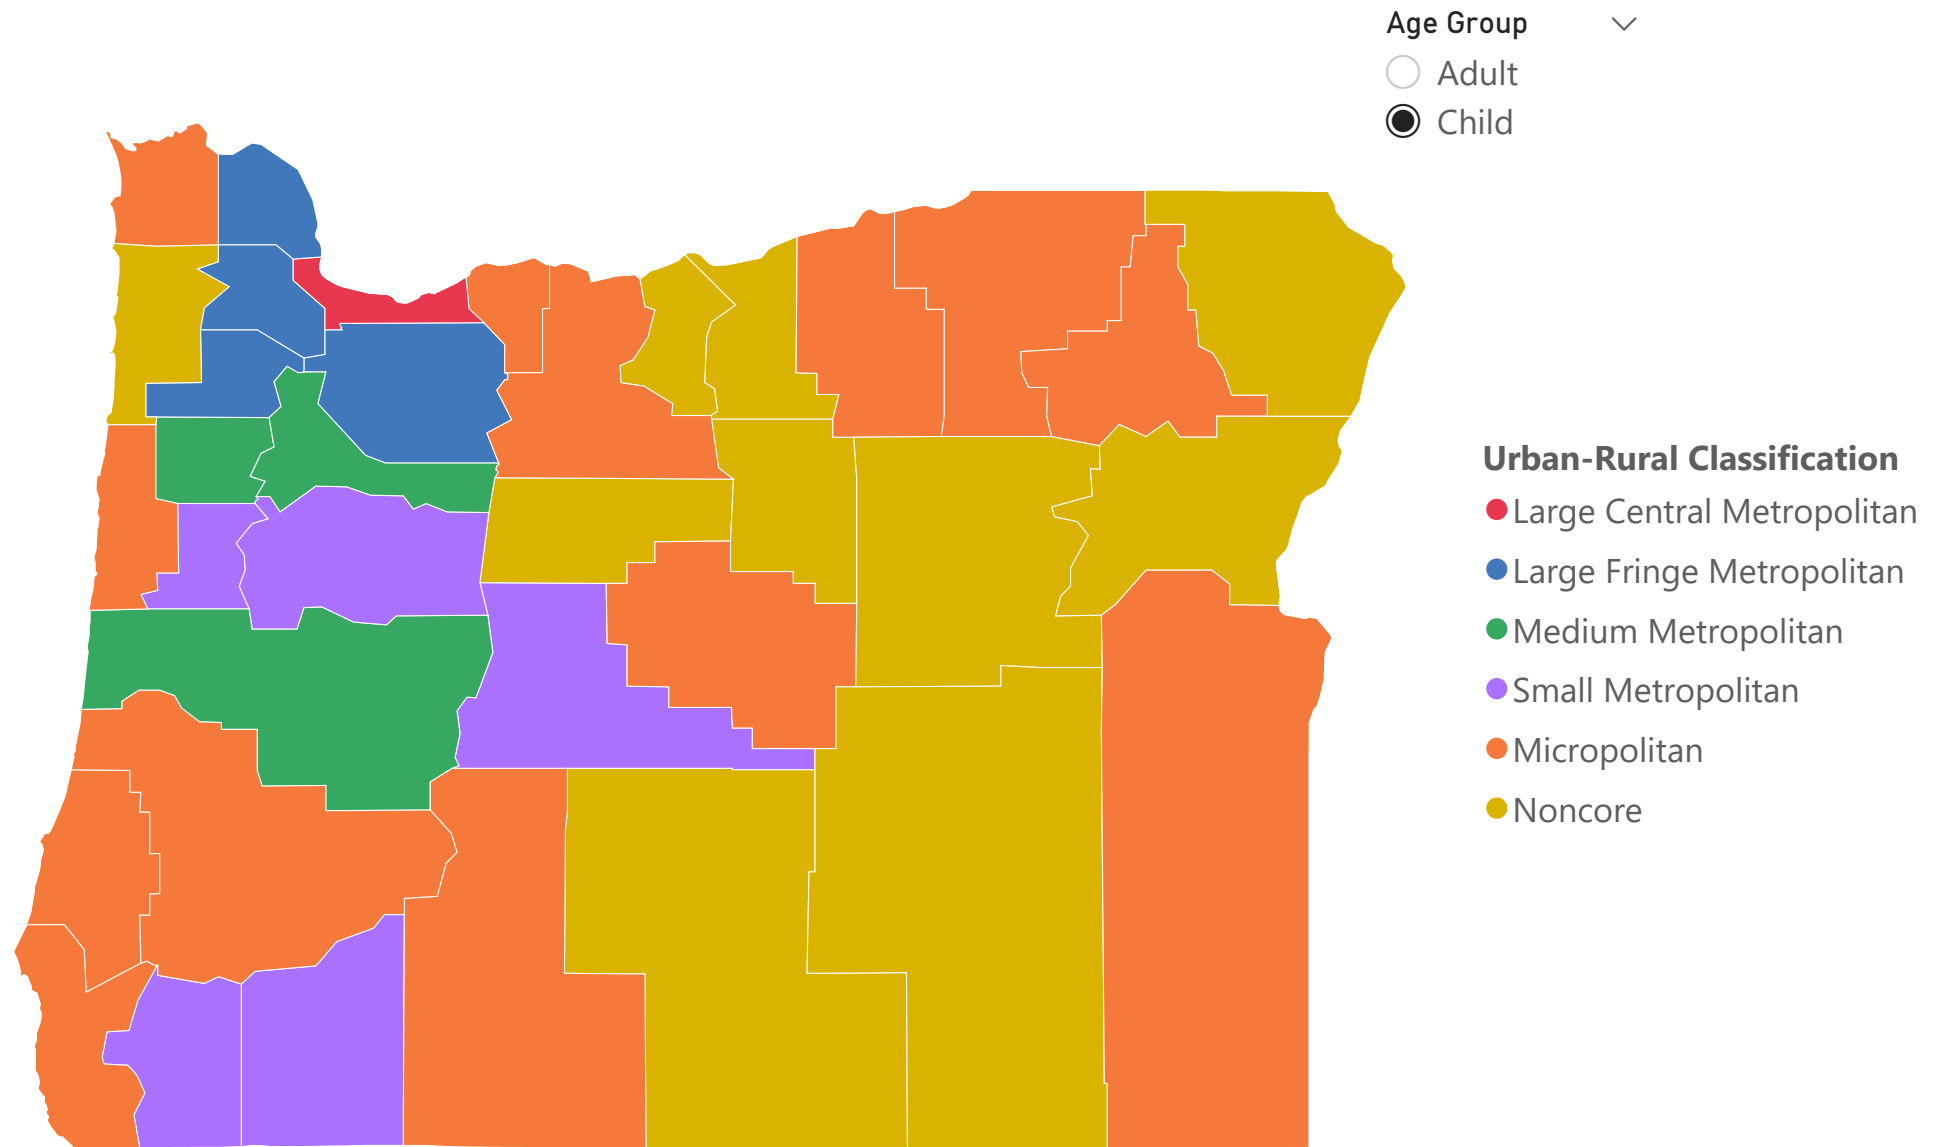 Age Group
Adult
Child
Urban-Rural Classification
Large Central Metropolitan
Large Fringe Metropolitan
Medium Metropolitan
Small Metropolitan
Micropolitan
Noncore